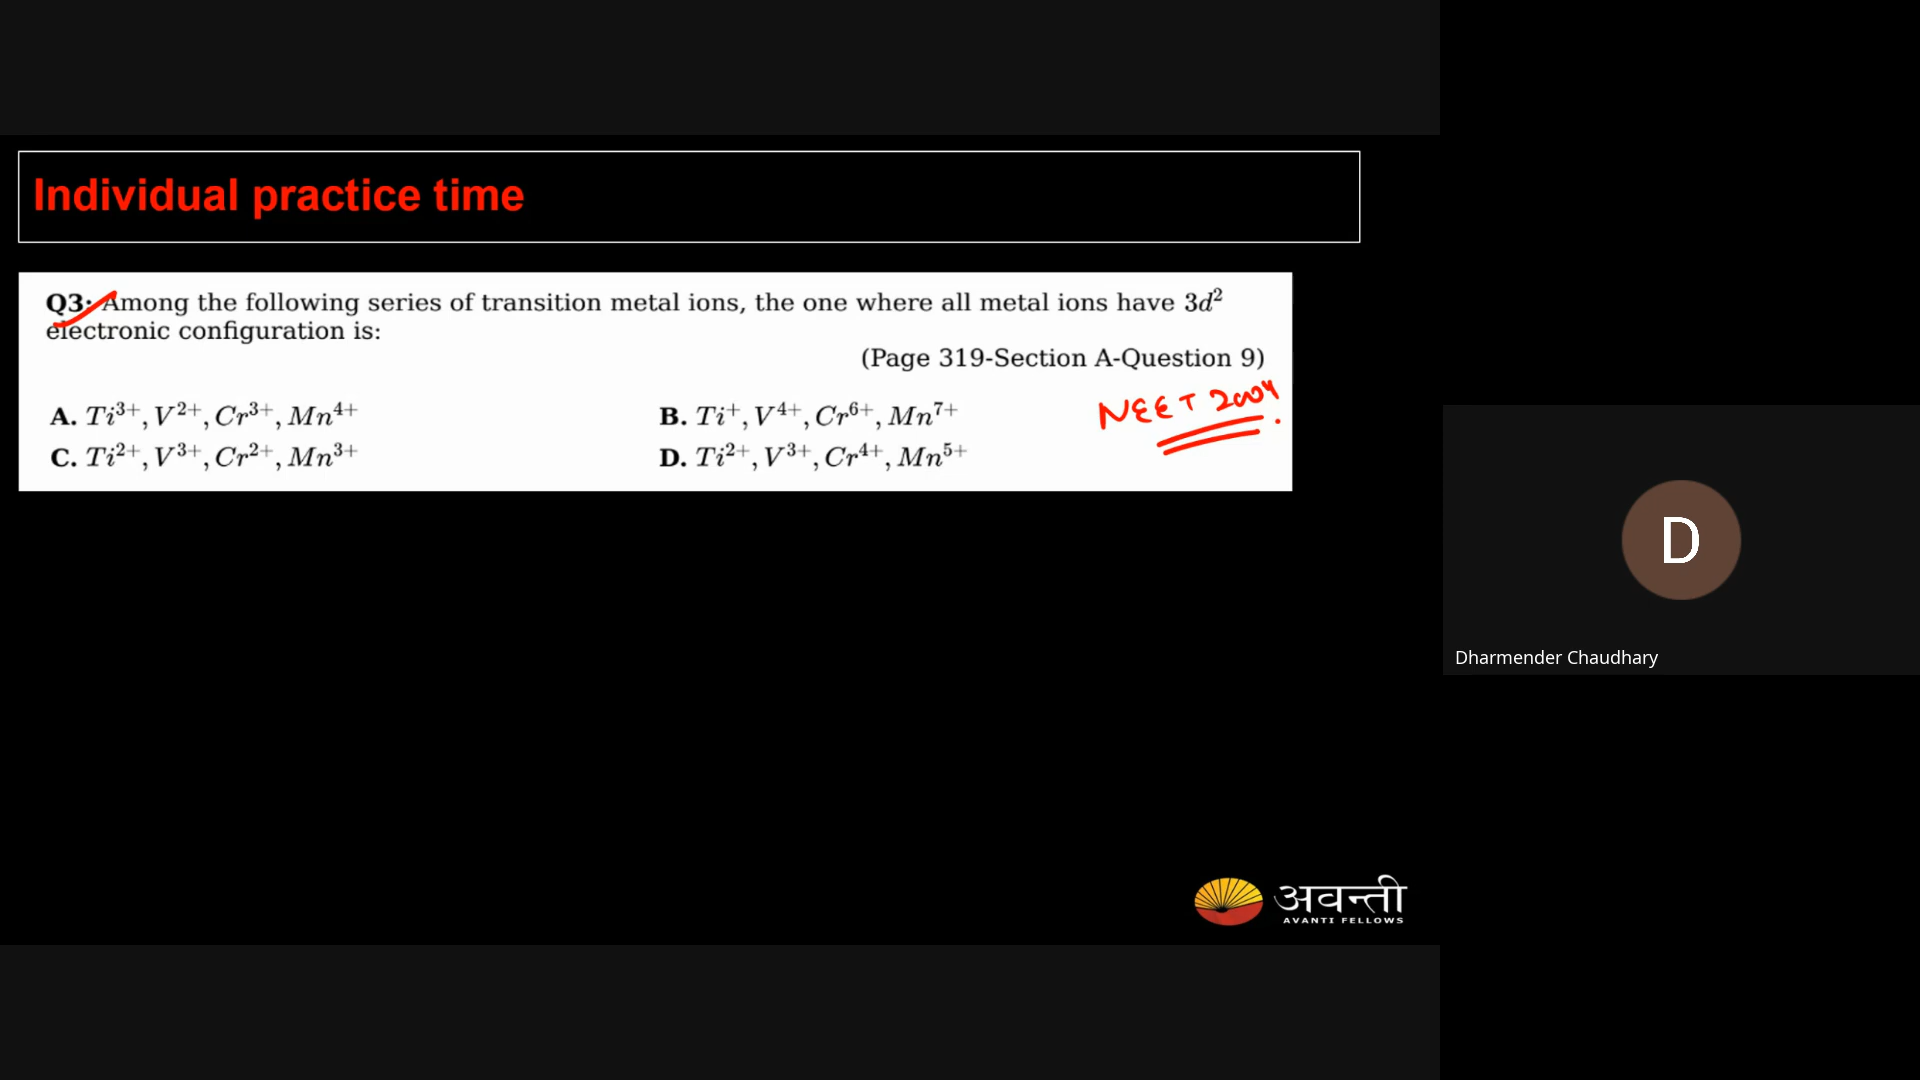 Individual practice time
Q3: Among the following series of transition metal ions, the one where all metal ions have 3d²
electronic configuration is:
(Page 319-Section A-Question 9)
NEET 2004
A. Ti³⁺, V²⁺, Cr³⁺, Mn⁴⁺ B. Ti⁺, V⁴⁺, Cr⁶⁺, Mn⁷⁺
C. Ti²⁺, V³⁺, Cr²⁺, Mn³⁺ D. Ti²⁺, V³⁺, Cr⁴⁺, Mn⁵⁺
D
Dharmender Chaudhary
अवन्ती
AVANTI FELLOWS